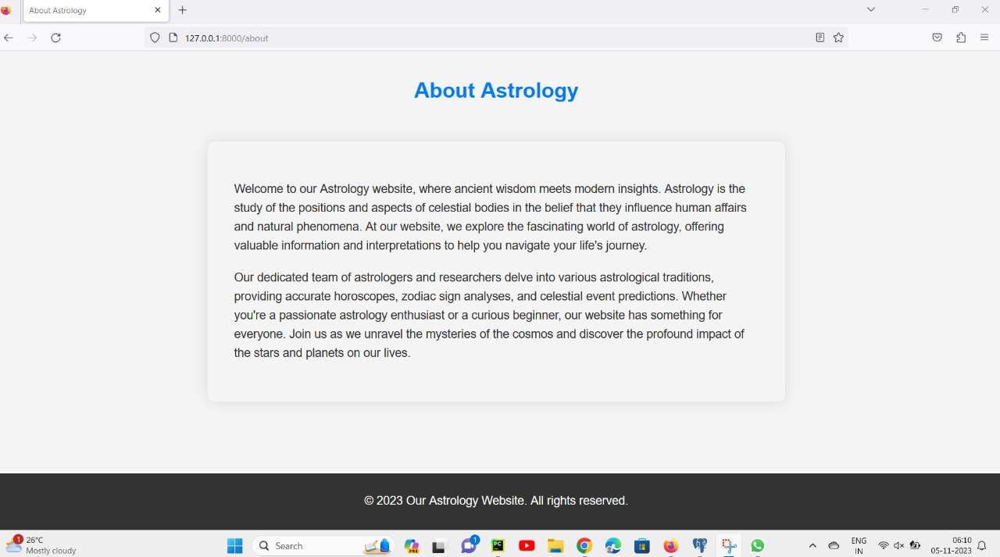 About Astrology
127.0.0.1:8000/about
About Astrology
Welcome to our Astrology website, where ancient wisdom meets modern insights. Astrology is the
study of the positions and aspects of celestial bodies in the belief that they influence human affairs
and natural phenomena. At our website, we explore the fascinating world of astrology, offering
valuable information and interpretations to help you navigate your life's journey.
Our dedicated team of astrologers and researchers delve into various astrological traditions,
providing accurate horoscopes, zodiac sign analyses, and celestial event predictions. Whether
you're a passionate astrology enthusiast or a curious beginner, our website has something for
everyone. Join us as we unravel the mysteries of the cosmos and discover the profound impact of
the stars and planets on our lives.
© 2023 Our Astrology Website. All rights reserved.
1
26°C
Mostly cloudy
Search
PRE
1
PC
ENG
IN
06:10
05-11-2023